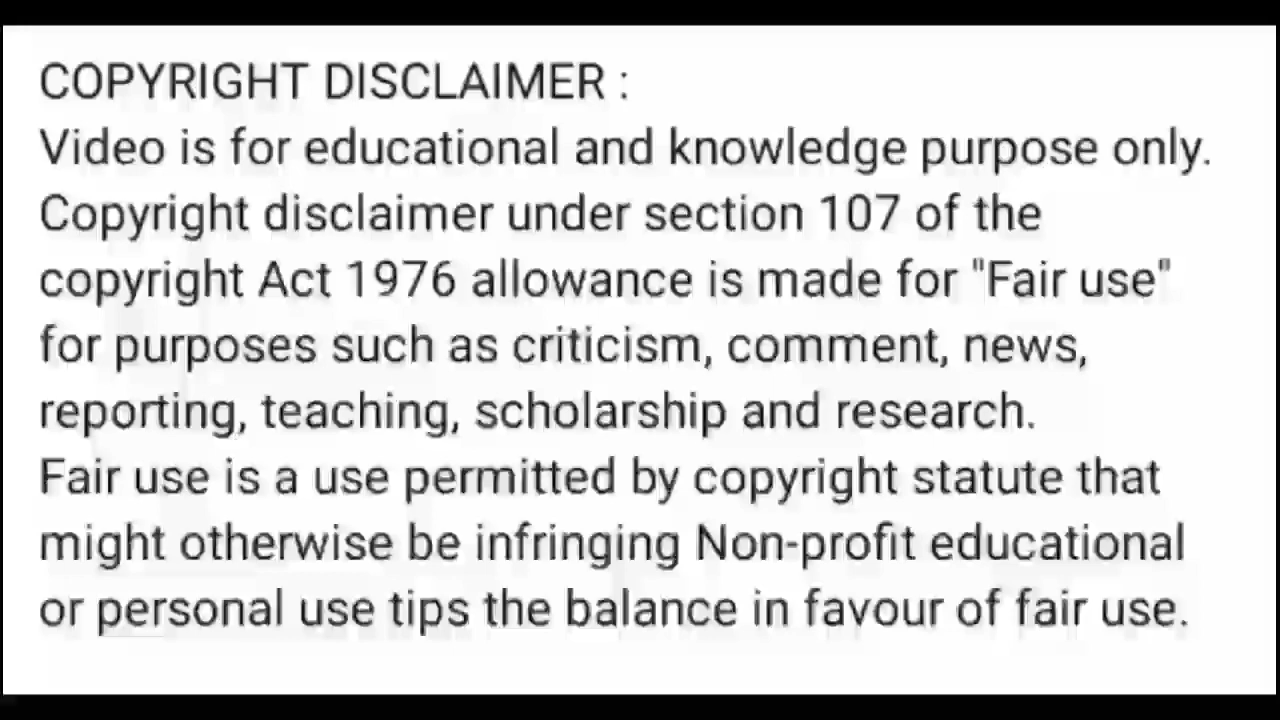 COPYRIGHT DISCLAIMER :
Video is for educational and knowledge purpose only.
Copyright disclaimer under section 107 of the
copyright Act 1976 allowance is made for "Fair use"
for purposes such as criticism, comment, news,
reporting, teaching, scholarship and research.
Fair use is a use permitted by copyright statute that
might otherwise be infringing Non-profit educational
or personal use tips the balance in favour of fair use.